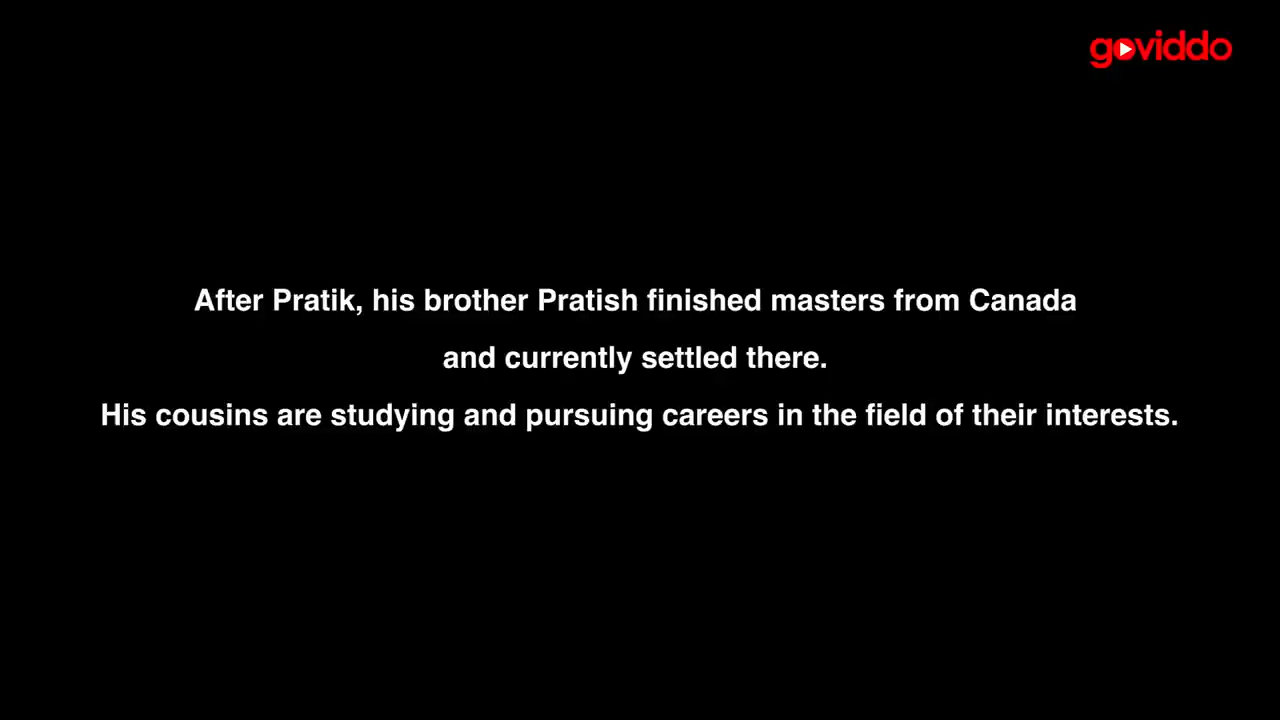 goviddo
After Pratik, his brother Pratish finished masters from Canada
and currently settled there.
His cousins are studying and pursuing careers in the field of their interests.